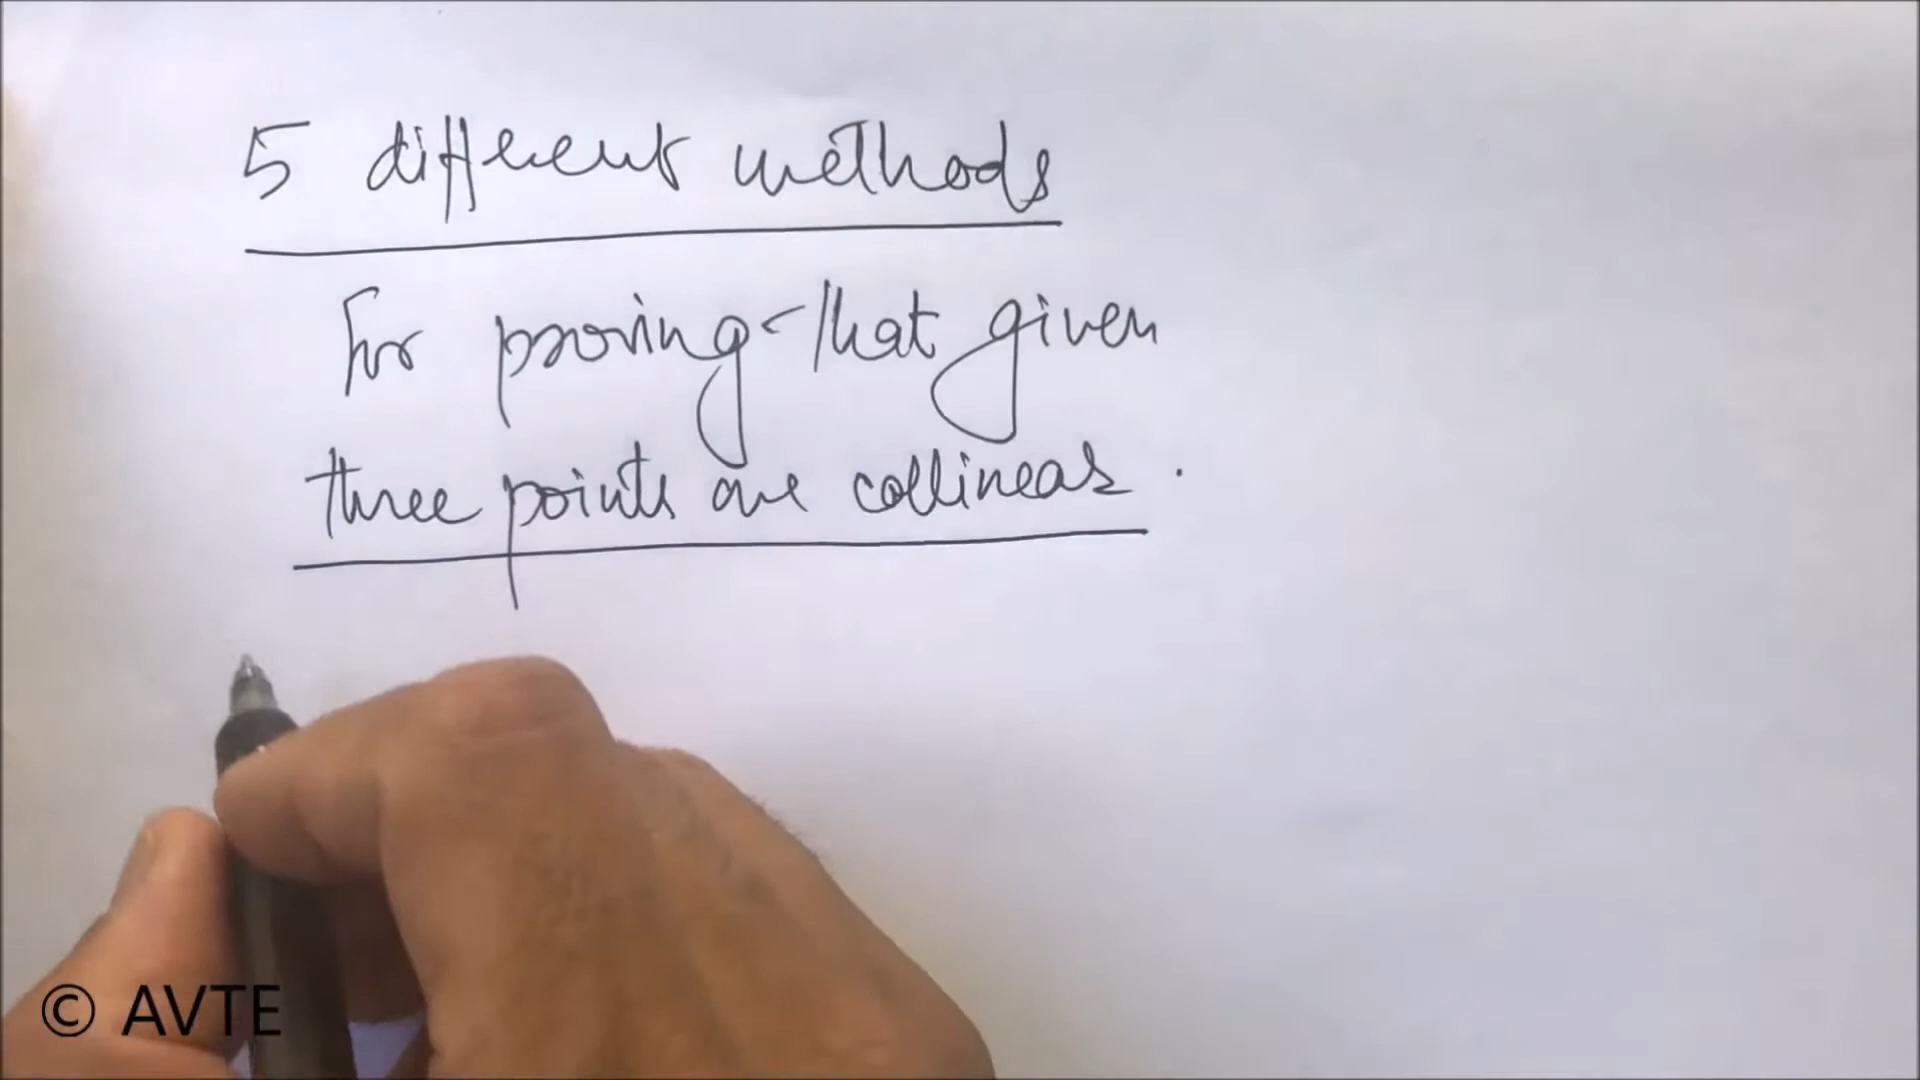 5 different methods
For proving that given
three points are collinear.
© AVTE